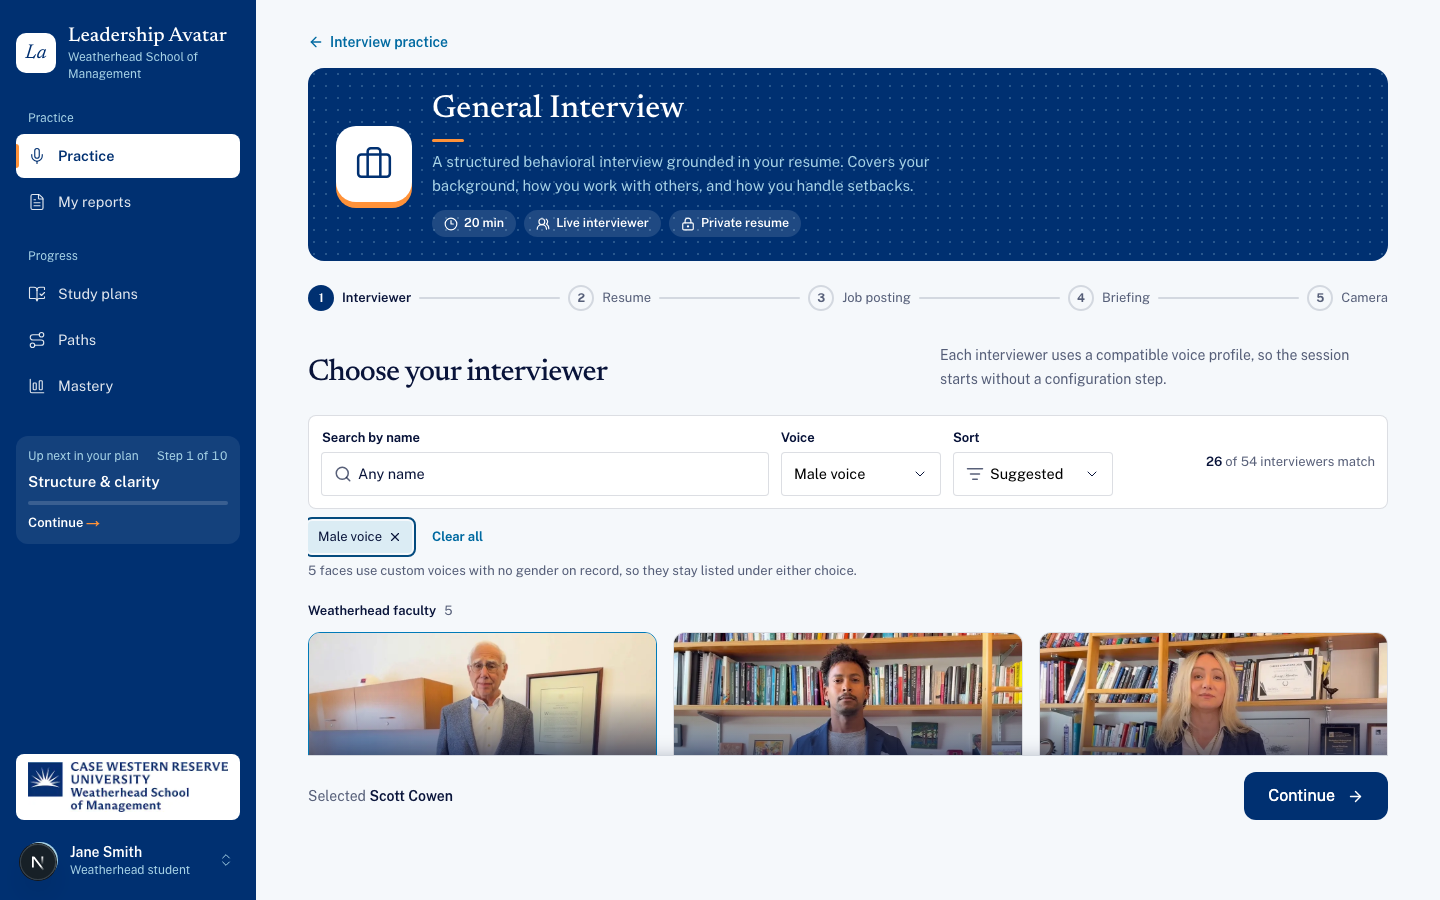 La
Leadership Avatar
Weatherhead School of
Management
Practice
Practice
My reports
Progress
Study plans
Paths
Mastery
Up next in your plan
Step 1 of 10
Structure & clarity
Continue →
CASE WESTERN RESERVE
UNIVERSITY
Weatherhead School
of Management
N
Jane Smith
Weatherhead student
← Interview practice
General Interview
A structured behavioral interview grounded in your resume. Covers your
background, how you work with others, and how you handle setbacks.
20 min
Live interviewer
Private resume
1 Interviewer
2 Resume
3 Job posting
4 Briefing
5 Camera
Choose your interviewer
Each interviewer uses a compatible voice profile, so the session
starts without a configuration step.
Search by name
Any name
Voice
Male voice
Sort
Suggested
26 of 54 interviewers match
Male voice ×
Clear all
5 faces use custom voices with no gender on record, so they stay listed under either choice.
Weatherhead faculty 5
Selected Scott Cowen
Continue →